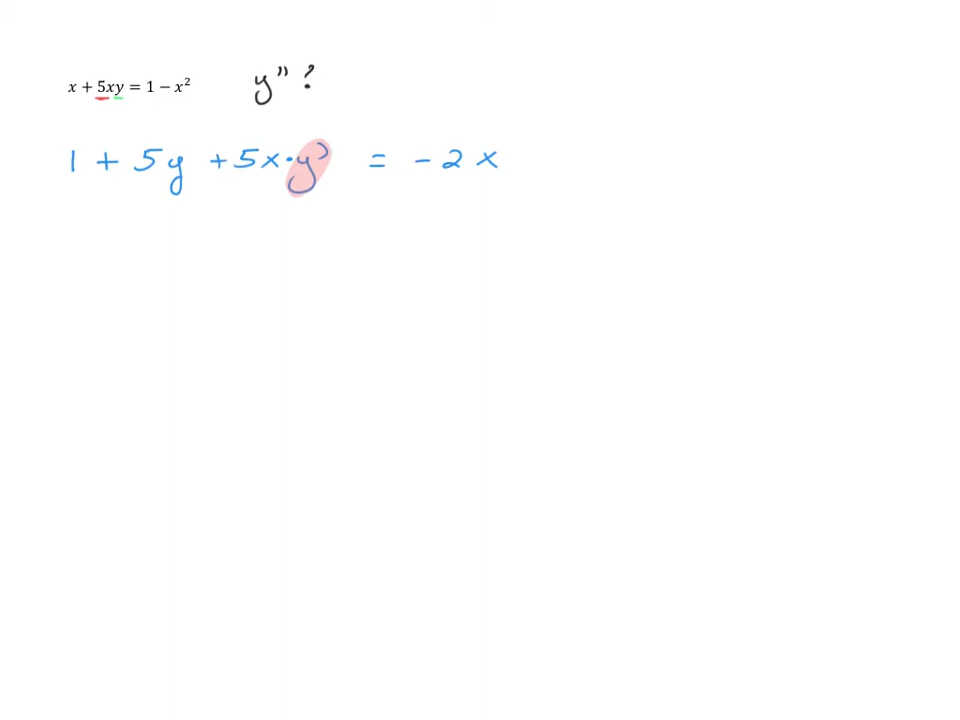 x + 5xy = 1 − x² y" ?
1 + 5y + 5x · y' = - 2x